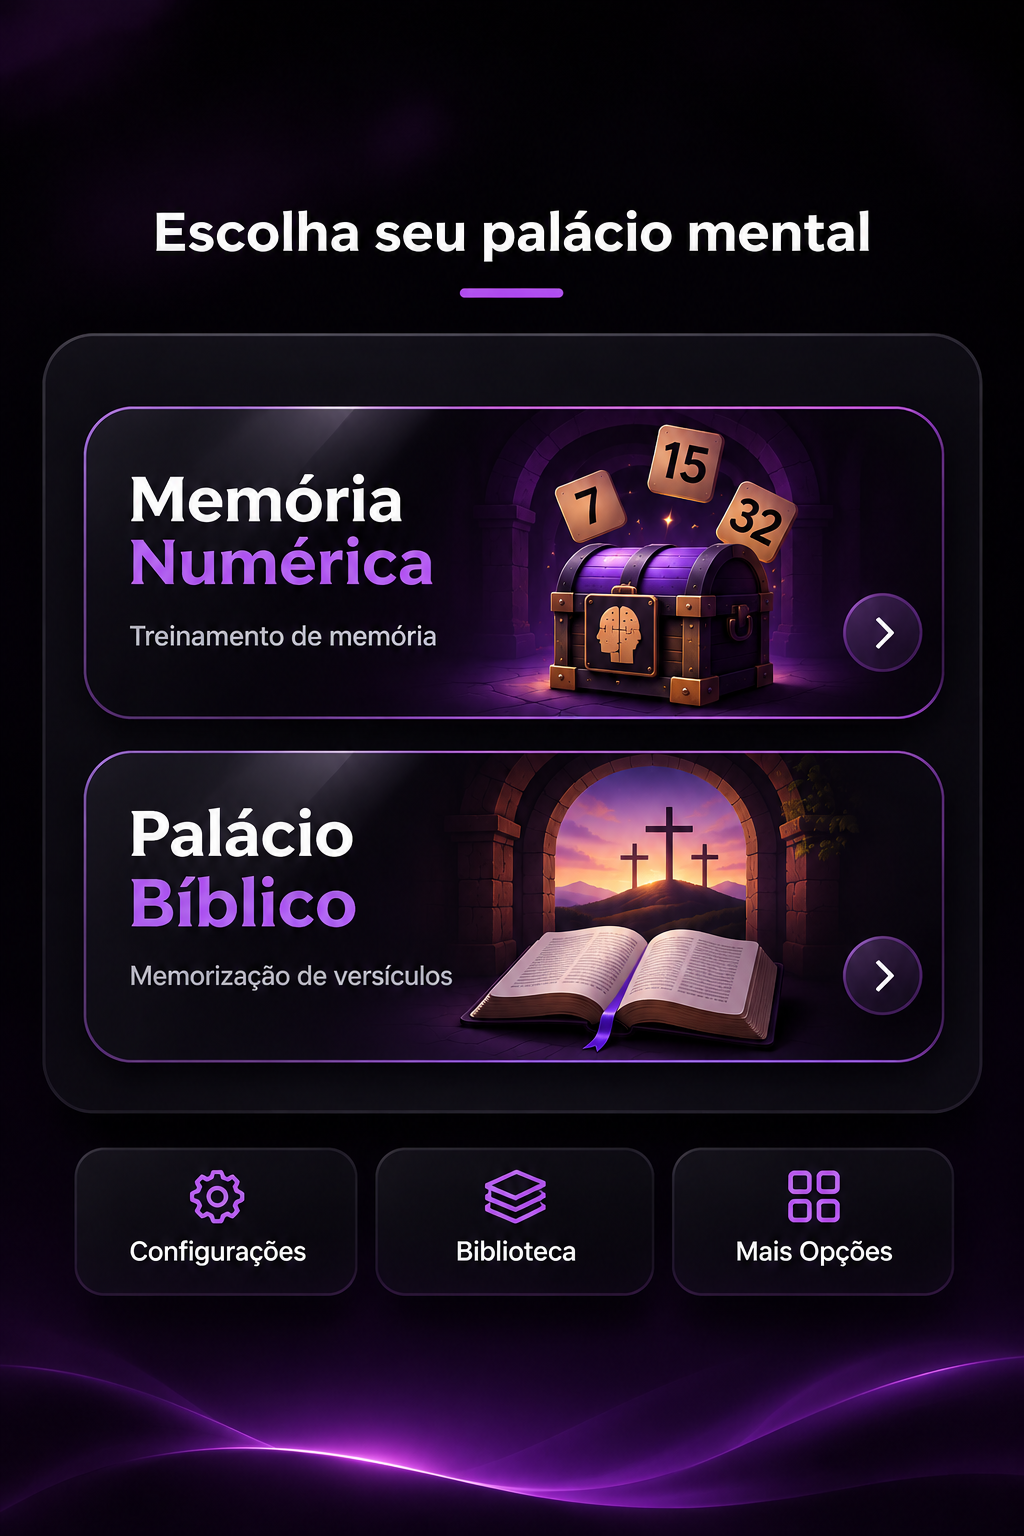 Escolha seu palácio mental
Memória
Numérica
Treinamento de memória
7
15
32
Palácio
Bíblico
Memorização de versículos
Configurações
Biblioteca
Mais Opções